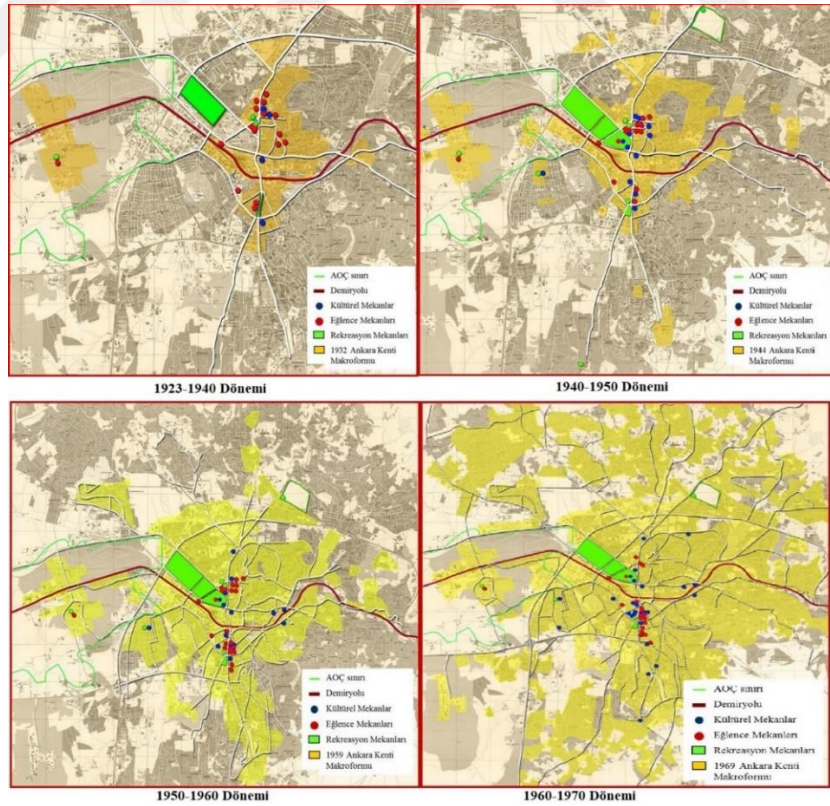 AOÇ sınırı
Demiryolu
Kültürel Mekanlar
Eğlence Mekanları
Rekreasyon Mekanları
1932 Ankara Kenti
Makroformu
1923-1940 Dönemi
AOÇ sınırı
Demiryolu
Kültürel Mekanlar
Eğlence Mekanları
Rekreasyon Mekanları
1944 Ankara Kenti
Makroformu
1940-1950 Dönemi
AOÇ sınırı
Demiryolu
Kültürel Mekanlar
Eğlence Mekanları
Rekreasyon Mekanları
1959 Ankara Kenti
Makroformu
1950-1960 Dönemi
AOÇ sınırı
Demiryolu
Kültürel Mekanlar
Eğlence Mekanları
Rekreasyon Mekanları
1969 Ankara Kenti
Makroformu
1960-1970 Dönemi